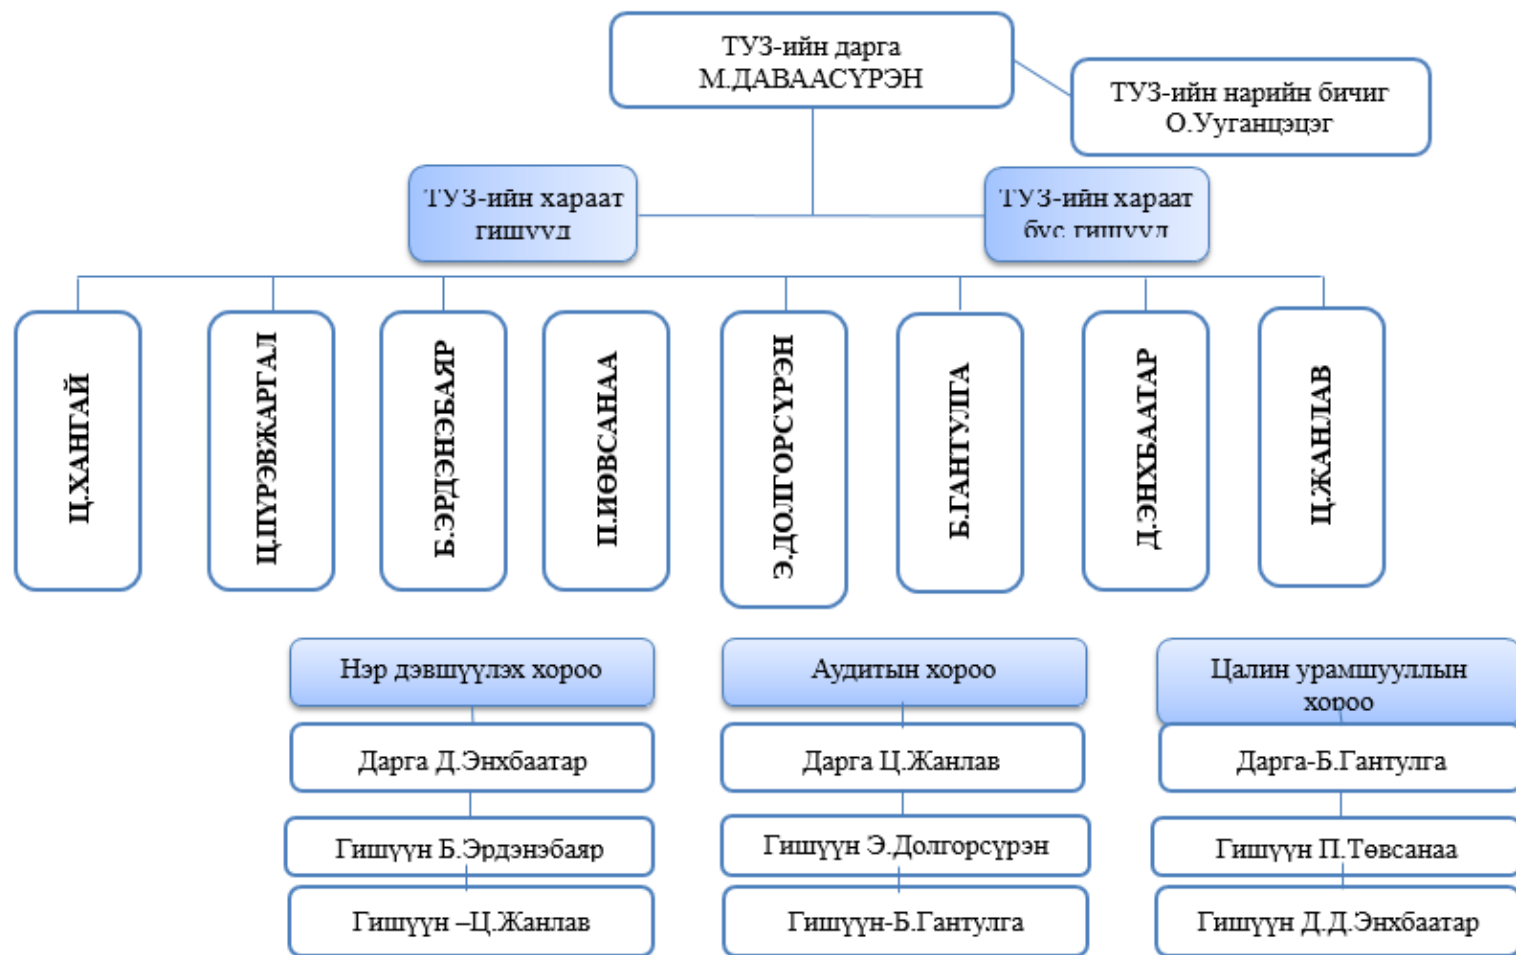 ТУЗ-ийн дарга
М.ДАВААСҮРЭН
ТУЗ-ийн нарийн бичиг
О.Ууганцэцэг
ТУЗ-ийн хараат
гишүүд
ТУЗ-ийн хараат
бус гишүүд
Ц.ХАНГАЙ
Ц.ПҮРЭВЖАРГАЛ
Б.ЭРДЭНЭБАЯР
П.ИӨВСАНАА
Э.ДОЛГОРСҮРЭН
Б.ГАНТУЛГА
Д.ЭНХБААТАР
Ц.ЖАНЛАВ
Нэр дэвшүүлэх хороо
Аудитын хороо
Цалин урамшууллын
хороо
Дарга Д.Энхбаатар
Дарга Ц.Жанлав
Дарга-Б.Гантулга
Гишүүн Б.Эрдэнэбаяр
Гишүүн Э.Долгорсүрэн
Гишүүн П.Төвсанаа
Гишүүн –Ц.Жанлав
Гишүүн-Б.Гантулга
Гишүүн Д.Д.Энхбаатар